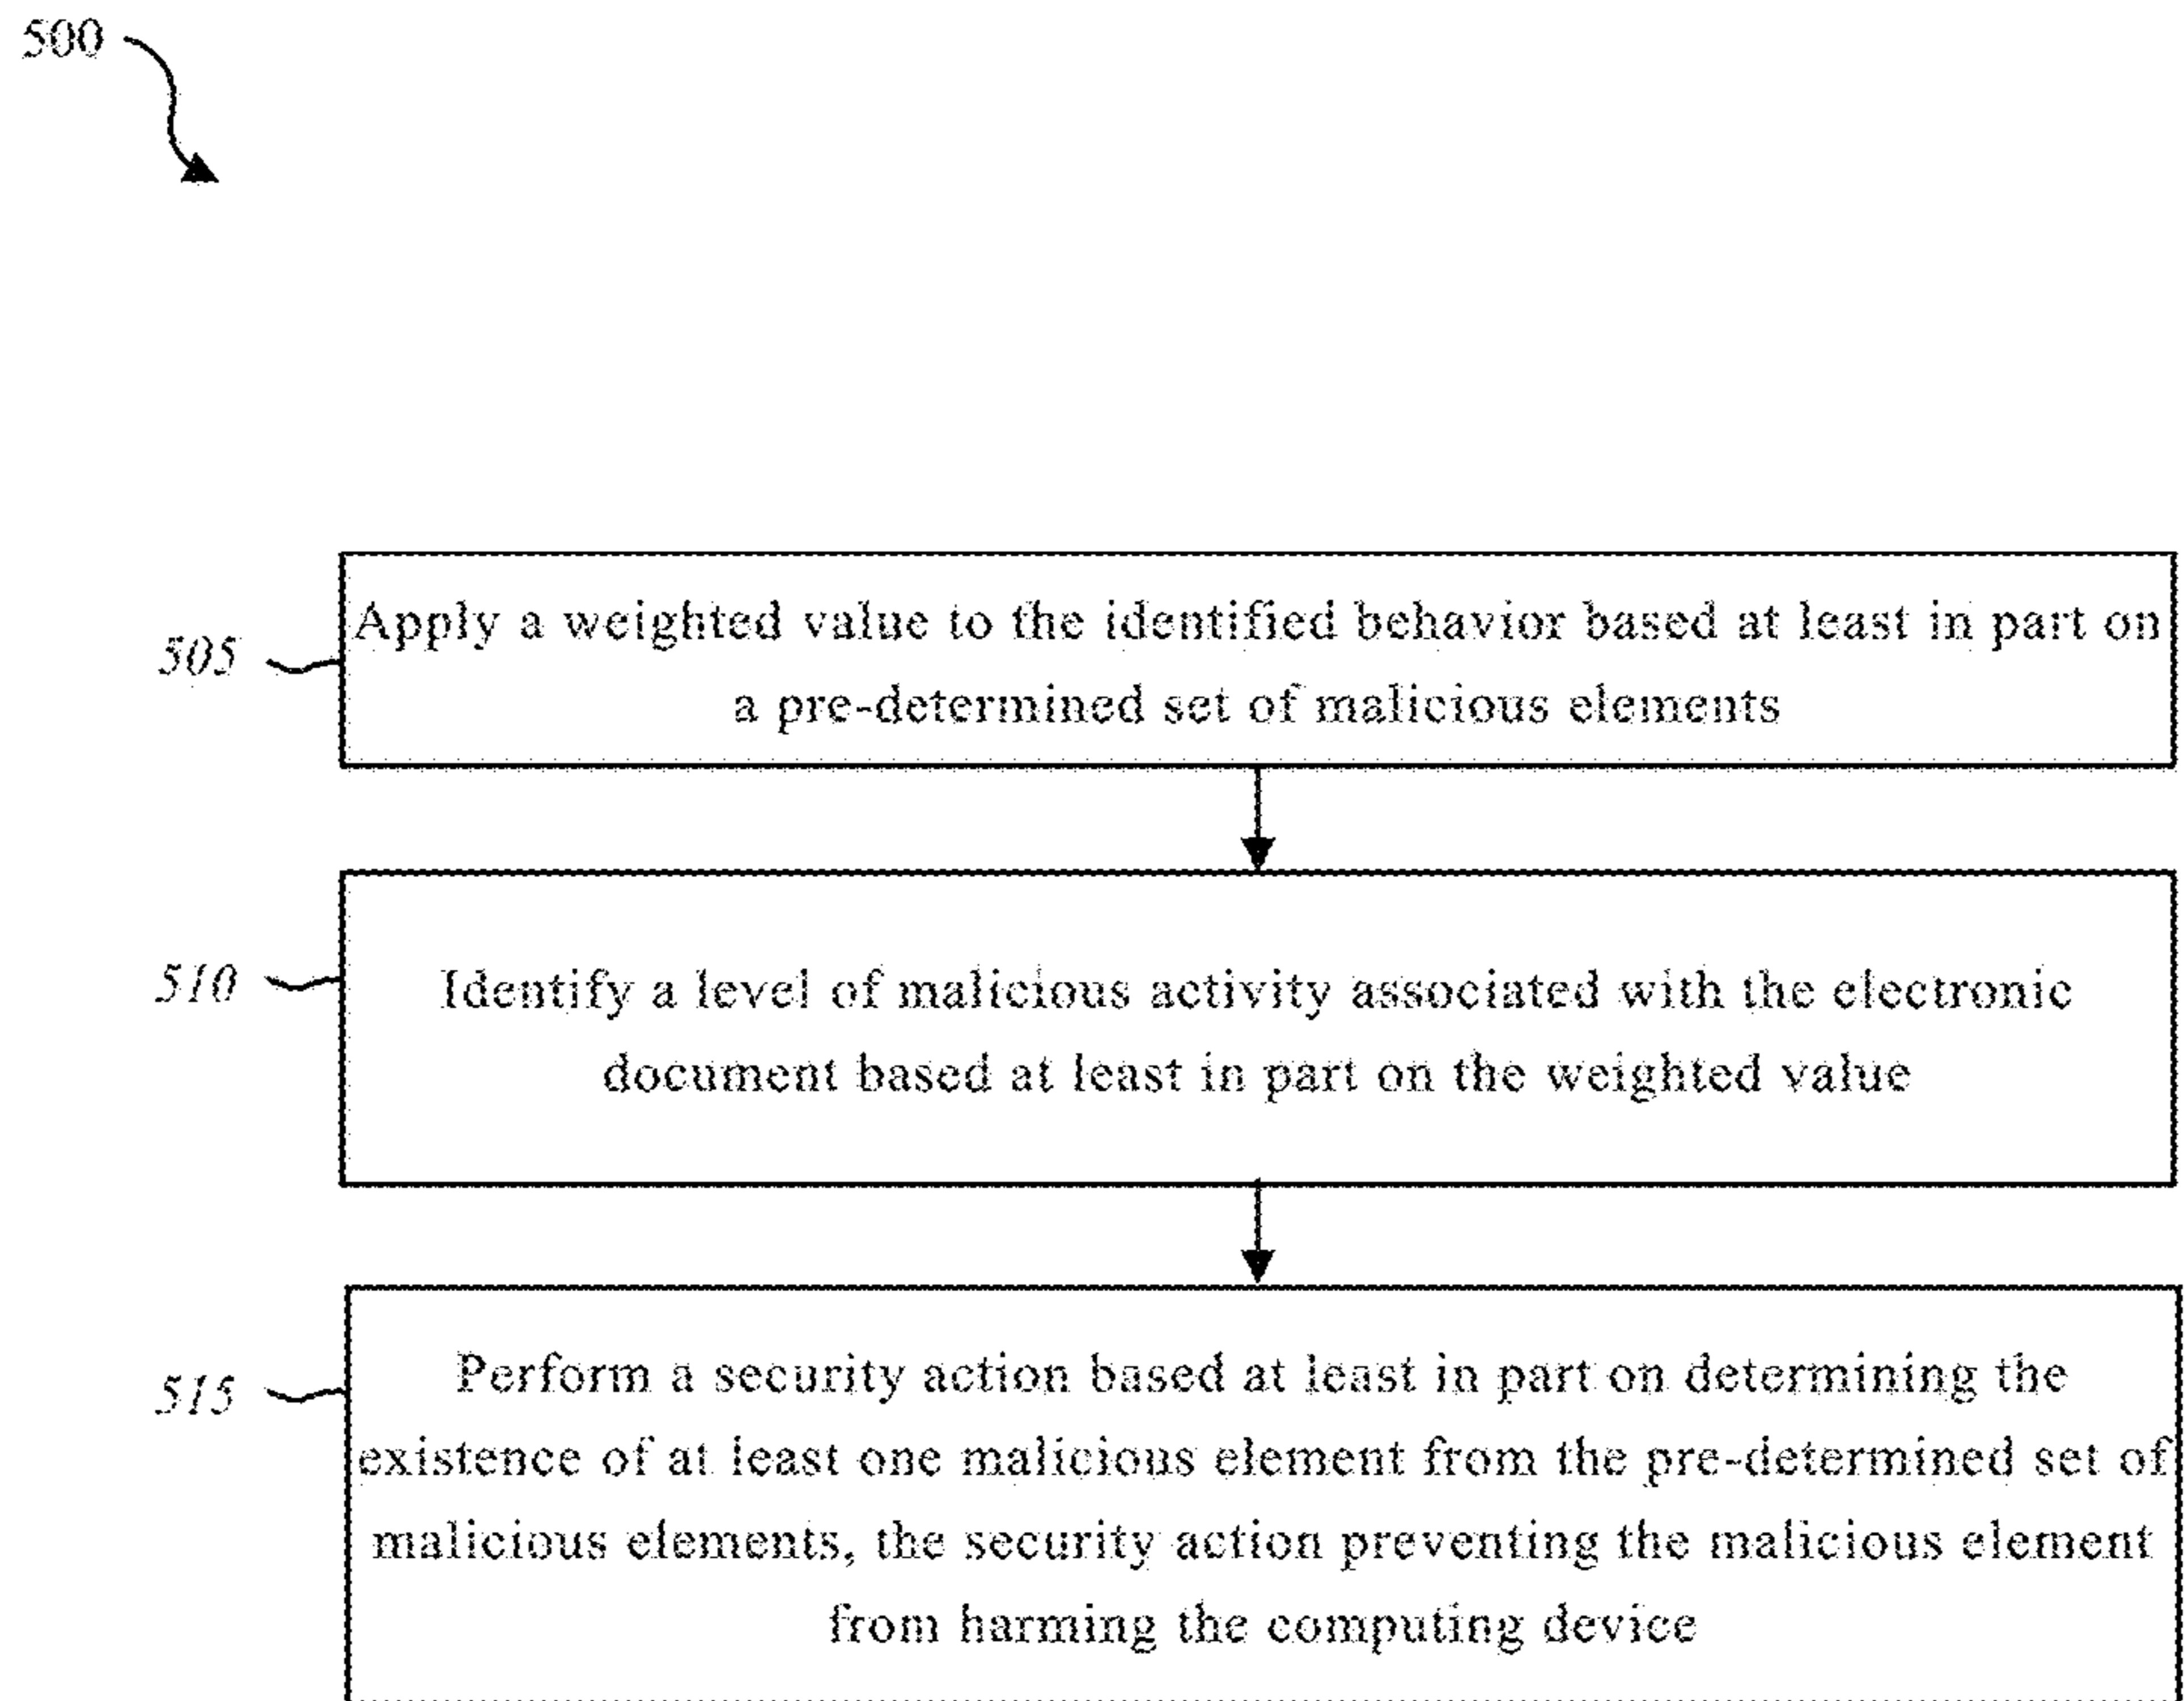 500
505
Apply a weighted value to the identified behavior based at least in part on
a pre-determined set of malicious elements
510
Identify a level of malicious activity associated with the electronic
document based at least in part on the weighted value
515
Perform a security action based at least in part on determining the
existence of at least one malicious element from the pre-determined set of
malicious elements, the security action preventing the malicious element
from harming the computing device